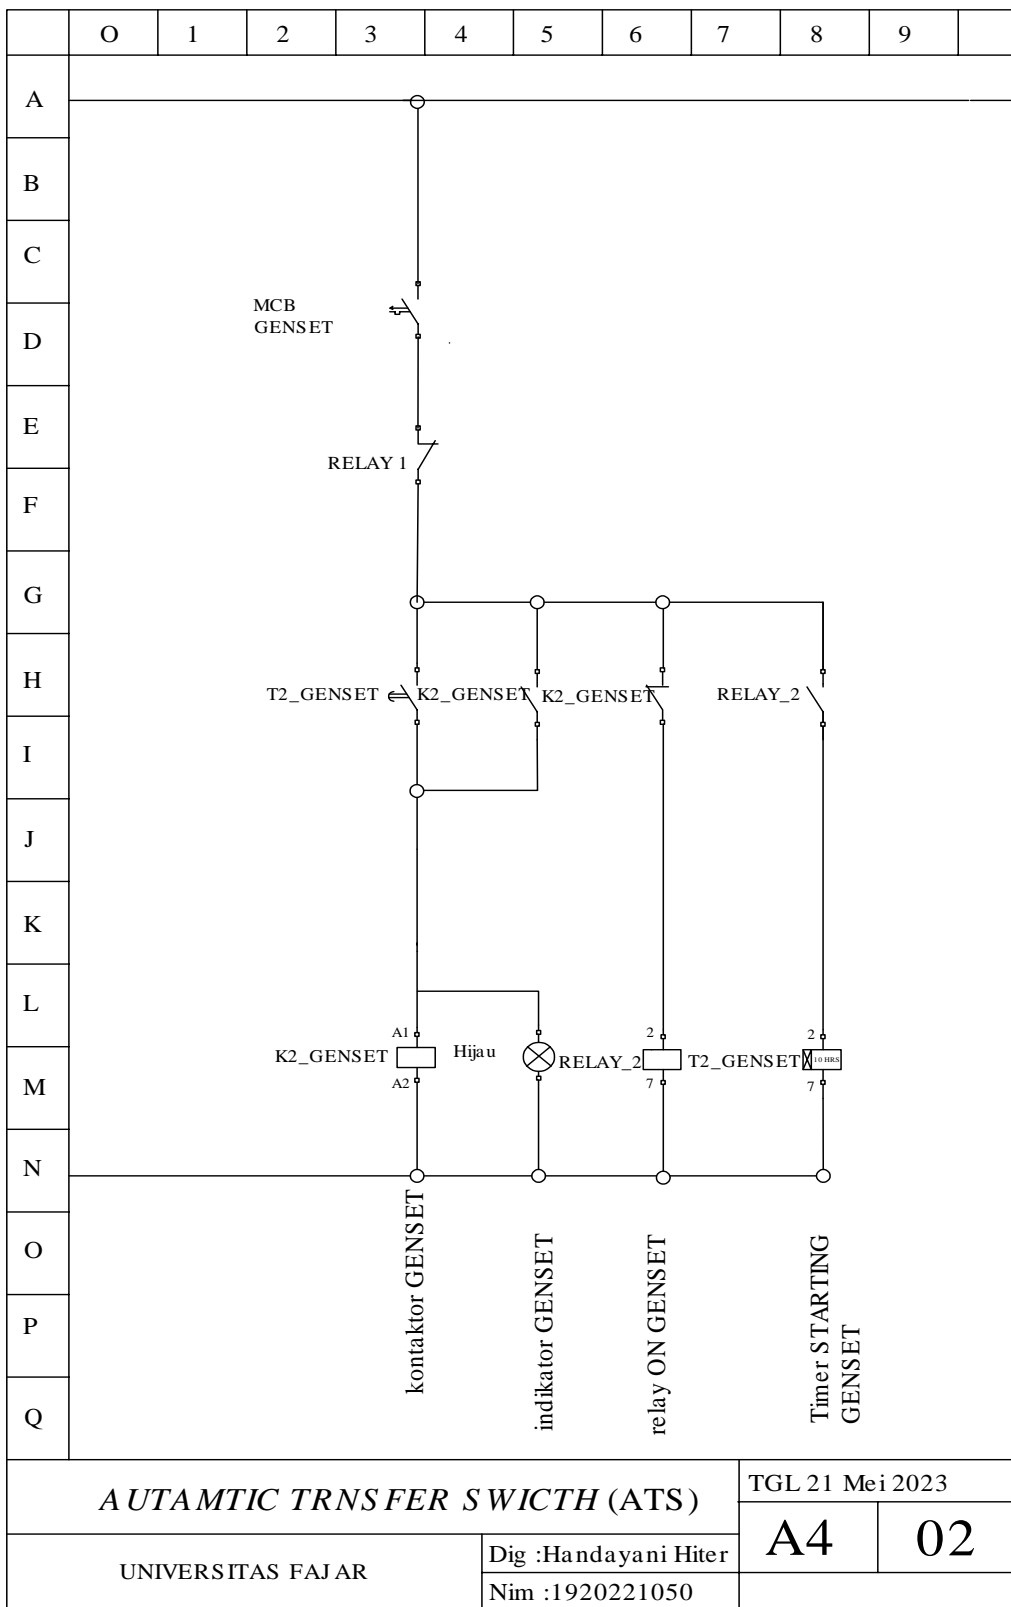 O 1 2 3 4 5 6 7 8 9
A
B
C
MCB
GENSET
D
E
RELAY 1
F
G
H
T2_GENSET K2_GENSET K2_GENSET RELAY_2
I
J
K
L
A1 2 2
K2_GENSET Hijau RELAY_2 T2_GENSET 10 HRS
A2 7 7
M
N
O
P
Q
kontaktor GENSET
indikator GENSET
relay ON GENSET
Timer STARTING
GENSET
AUTAMTIC TRNSFER SWICTH (ATS)
TGL 21 Mei 2023
A4 02
UNIVERSITAS FAJAR
Dig :Handayani Hiter
Nim :1920221050